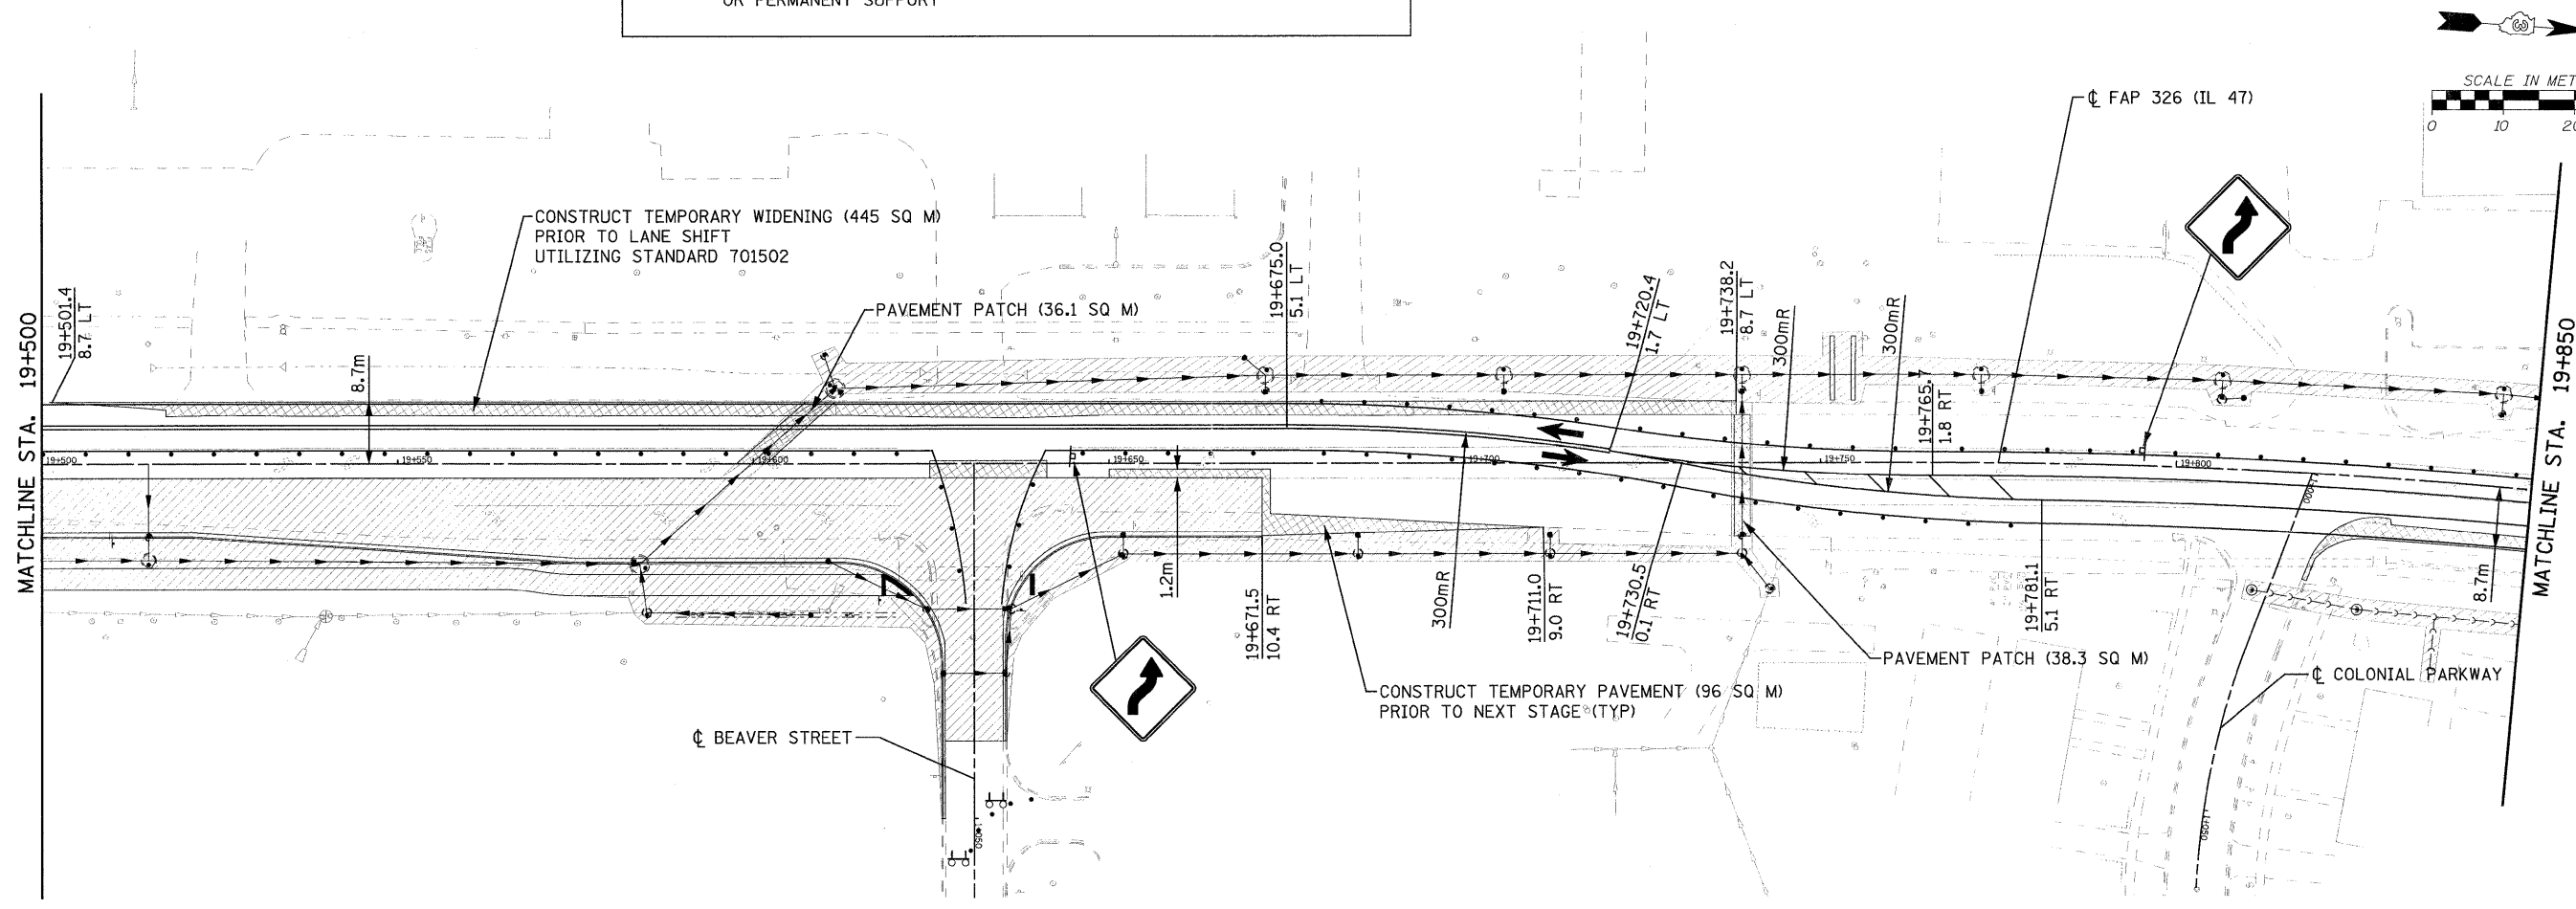 OR PERMANENT SUPPORT
SCALE IN MET
0 10 20
℄ FAP 326 (IL 47)
CONSTRUCT TEMPORARY WIDENING (445 SQ M)
PRIOR TO LANE SHIFT
UTILIZING STANDARD 701502
PAVEMENT PATCH (36.1 SQ M)
MATCHLINE STA. 19+500
19+501.4
8.7 LT
8.7m
19+675.0
5.1 LT
19+720.4
1.7 LT
19+738.2
8.7 LT
300mR
300mR
19+765.7
1.8 RT
MATCHLINE STA. 19+850
19+500
19+550
19+600
19+650
19+700
19+750
19+800
1+000
1.2m
19+671.5
10.4 RT
300mR
19+711.0
9.0 RT
19+730.5
0.1 RT
19+781.1
5.1 RT
8.7m
PAVEMENT PATCH (38.3 SQ M)
℄ COLONIAL PARKWAY
CONSTRUCT TEMPORARY PAVEMENT (96 SQ M)
PRIOR TO NEXT STAGE (TYP)
℄ BEAVER STREET
1+050
1+050